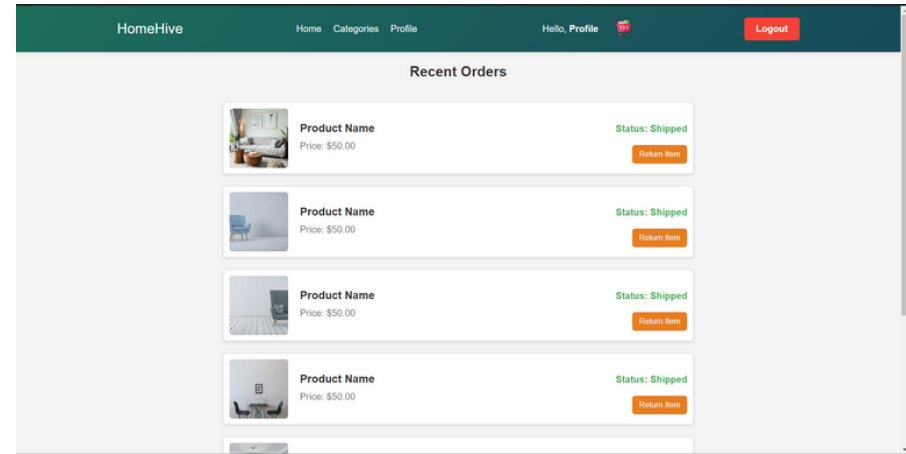 HomeHive
Home Categories Profile
Hello, Profile
Logout
Recent Orders
Product Name
Price: $50.00
Status: Shipped
Return Item
Product Name
Price: $50.00
Status: Shipped
Return Item
Product Name
Price: $50.00
Status: Shipped
Return Item
Product Name
Price: $50.00
Status: Shipped
Return Item